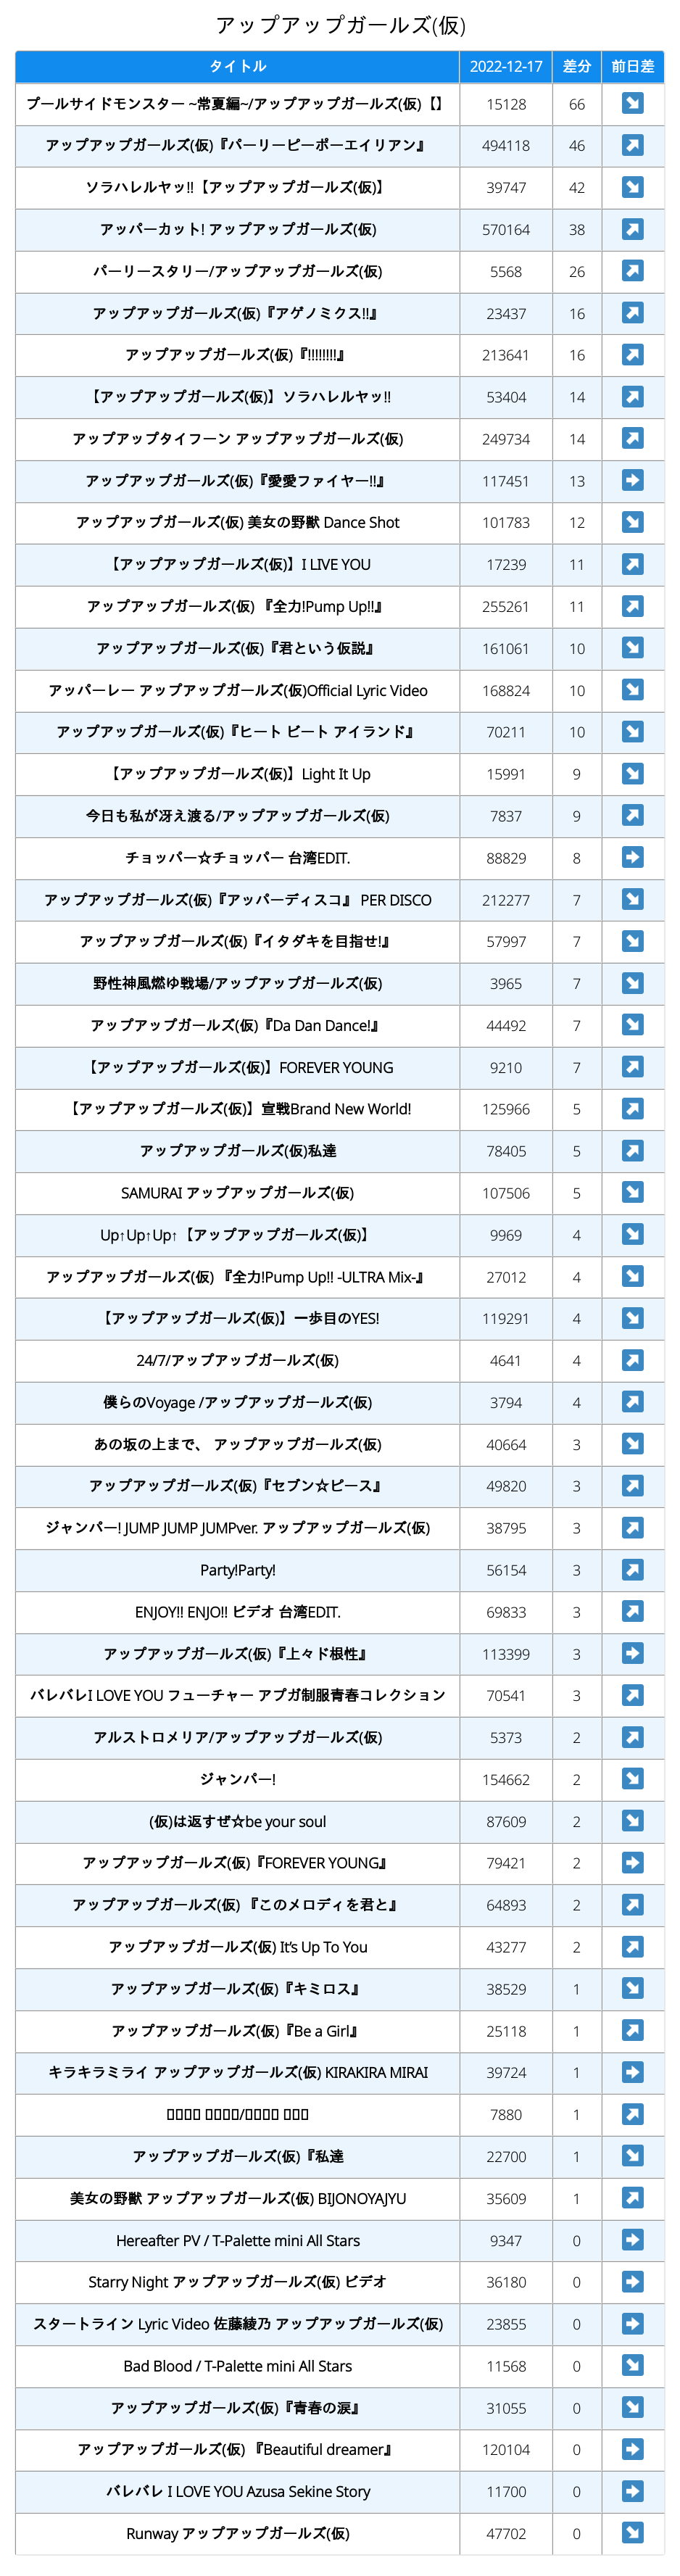 アップアップガールズ(仮)
タイトル 2022-12-17 差分 前日差
プールサイドモンスター ~常夏編~/アップアップガールズ(仮)【】 15128 66 ↘
アップアップガールズ(仮)『パーリーピーポーエイリアン』 494118 46 ↗
ソラハレルヤッ!!【アップアップガールズ(仮)】 39747 42 ↘
アッパーカット! アップアップガールズ(仮) 570164 38 ↗
パーリースタリー/アップアップガールズ(仮) 5568 26 ↗
アップアップガールズ(仮)『アゲノミクス!!』 23437 16 ↗
アップアップガールズ(仮)『!!!!!!!!』 213641 16 ↗
【アップアップガールズ(仮)】ソラハレルヤッ!! 53404 14 ↗
アップアップタイフーン アップアップガールズ(仮) 249734 14 ↗
アップアップガールズ(仮)『愛愛ファイヤー!!』 117451 13 ➡
アップアップガールズ(仮) 美女の野獣 Dance Shot 101783 12 ↘
【アップアップガールズ(仮)】I LIVE YOU 17239 11 ↗
アップアップガールズ(仮) 『全力!Pump Up!!』 255261 11 ↗
アップアップガールズ(仮)『君という仮説』 161061 10 ↘
アッパーレー アップアップガールズ(仮)Official Lyric Video 168824 10 ↘
アップアップガールズ(仮)『ヒート ビート アイランド』 70211 10 ↘
【アップアップガールズ(仮)】Light It Up 15991 9 ↘
今日も私が冴え渡る/アップアップガールズ(仮) 7837 9 ↗
チョッパー☆チョッパー 台湾EDIT. 88829 8 ➡
アップアップガールズ(仮)『アッパーディスコ』 PER DISCO 212277 7 ↘
アップアップガールズ(仮)『イタダキを目指せ!』 57997 7 ↘
野性神風燃ゆ戦場/アップアップガールズ(仮) 3965 7 ↘
アップアップガールズ(仮)『Da Dan Dance!』 44492 7 ↘
【アップアップガールズ(仮)】FOREVER YOUNG 9210 7 ↗
【アップアップガールズ(仮)】宣戦Brand New World! 125966 5 ↗
アップアップガールズ(仮)私達 78405 5 ↗
SAMURAI アップアップガールズ(仮) 107506 5 ↘
Up↑Up↑Up↑【アップアップガールズ(仮)】 9969 4 ↘
アップアップガールズ(仮) 『全力!Pump Up!! -ULTRA Mix-』 27012 4 ↘
【アップアップガールズ(仮)】一歩目のYES! 119291 4 ↘
24/7/アップアップガールズ(仮) 4641 4 ↗
僕らのVoyage /アップアップガールズ(仮) 3794 4 ↗
あの坂の上まで、 アップアップガールズ(仮) 40664 3 ↘
アップアップガールズ(仮)『セブン☆ピース』 49820 3 ↗
ジャンパー! JUMP JUMP JUMPver. アップアップガールズ(仮) 38795 3 ↗
Party!Party! 56154 3 ↗
ENJOY!! ENJO!! ビデオ 台湾EDIT. 69833 3 ↗
アップアップガールズ(仮)『上々ド根性』 113399 3 ➡
バレバレI LOVE YOU フューチャー アプガ制服青春コレクション 70541 3 ↗
アルストロメリア/アップアップガールズ(仮) 5373 2 ↗
ジャンパー! 154662 2 ↘
(仮)は返すぜ☆be your soul 87609 2 ↘
アップアップガールズ(仮)『FOREVER YOUNG』 79421 2 ➡
アップアップガールズ(仮) 『このメロディを君と』 64893 2 ↗
アップアップガールズ(仮) It's Up To You 43277 2 ↗
アップアップガールズ(仮)『キミロス』 38529 1 ↘
アップアップガールズ(仮)『Be a Girl』 25118 1 ↗
キラキラミライ アップアップガールズ(仮) KIRAKIRA MIRAI 39724 1 ➡
▯▯▯▯ ▯▯▯▯/▯▯▯▯ ▯▯▯ 7880 1 ↗
アップアップガールズ(仮)『私達 22700 1 ↘
美女の野獣 アップアップガールズ(仮) BIJONOYAJYU 35609 1 ↗
Hereafter PV / T-Palette mini All Stars 9347 0 ➡
Starry Night アップアップガールズ(仮) ビデオ 36180 0 ➡
スタートライン Lyric Video 佐藤綾乃 アップアップガールズ(仮) 23855 0 ➡
Bad Blood / T-Palette mini All Stars 11568 0 ↘
アップアップガールズ(仮)『青春の涙』 31055 0 ↘
アップアップガールズ(仮) 『Beautiful dreamer』 120104 0 ➡
バレバレ I LOVE YOU Azusa Sekine Story 11700 0 ➡
Runway アップアップガールズ(仮) 47702 0 ↘